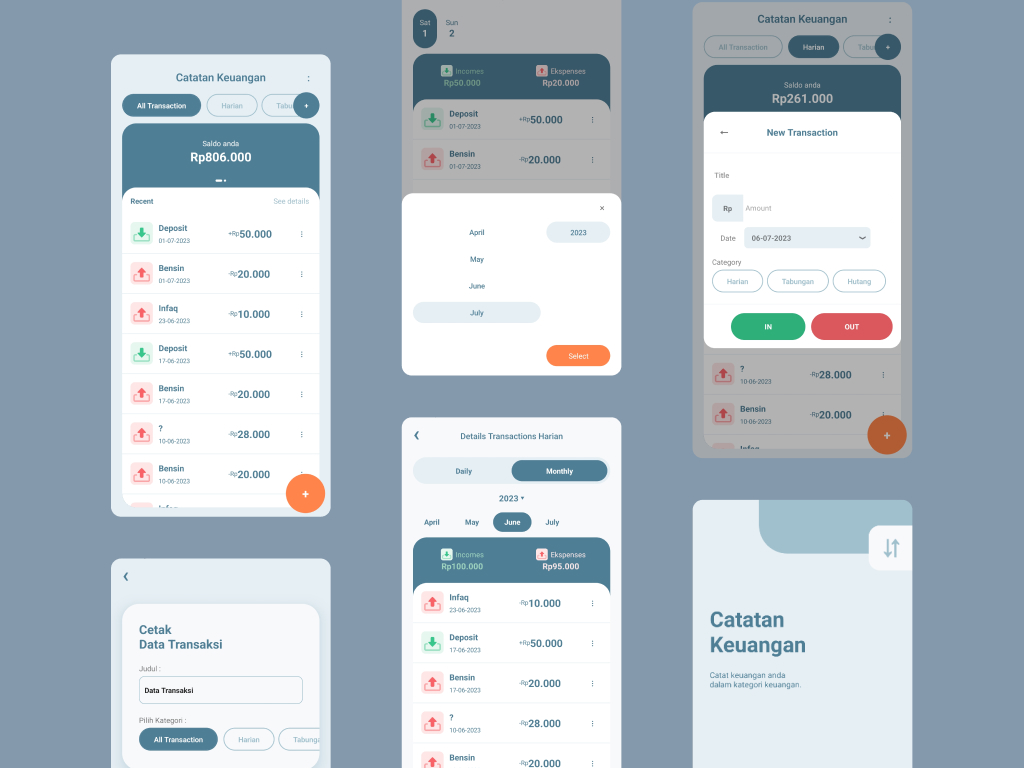 Catatan Keuangan
:
All Transaction
Harian
Tabu
+
Saldo anda
Rp806.000
Recent
See details
Deposit
+Rp50.000
01-07-2023
Bensin
-Rp20.000
01-07-2023
Infaq
-Rp10.000
23-06-2023
Deposit
+Rp50.000
17-06-2023
Bensin
-Rp20.000
17-06-2023
?
-Rp28.000
10-06-2023
Bensin
-Rp20.000
10-06-2023
+
Cetak
Data Transaksi
Judul :
Data Transaksi
Pilih Kategori :
All Transaction
Harian
Tabunga
Sat
1
Sun
2
Incomes
Rp50.000
Ekspenses
Rp20.000
Deposit
+Rp50.000
01-07-2023
Bensin
-Rp20.000
01-07-2023
×
April
2023
May
June
July
Select
Details Transactions Harian
Daily
Monthly
2023
April
May
June
July
Incomes
Rp100.000
Ekspenses
Rp95.000
Infaq
-Rp10.000
23-06-2023
Deposit
+Rp50.000
17-06-2023
Bensin
-Rp20.000
17-06-2023
?
-Rp28.000
10-06-2023
Bensin
-Rp20.000
Catatan Keuangan
:
All Transaction
Harian
Tabu
+
Saldo anda
Rp261.000
←
New Transaction
Title
Rp
Amount
Date
06-07-2023
Category
Harian
Tabungan
Hutang
IN
OUT
?
-Rp28.000
10-06-2023
Bensin
-Rp20.000
10-06-2023
+
Catatan
Keuangan
Catat keuangan anda
dalam kategori keuangan.